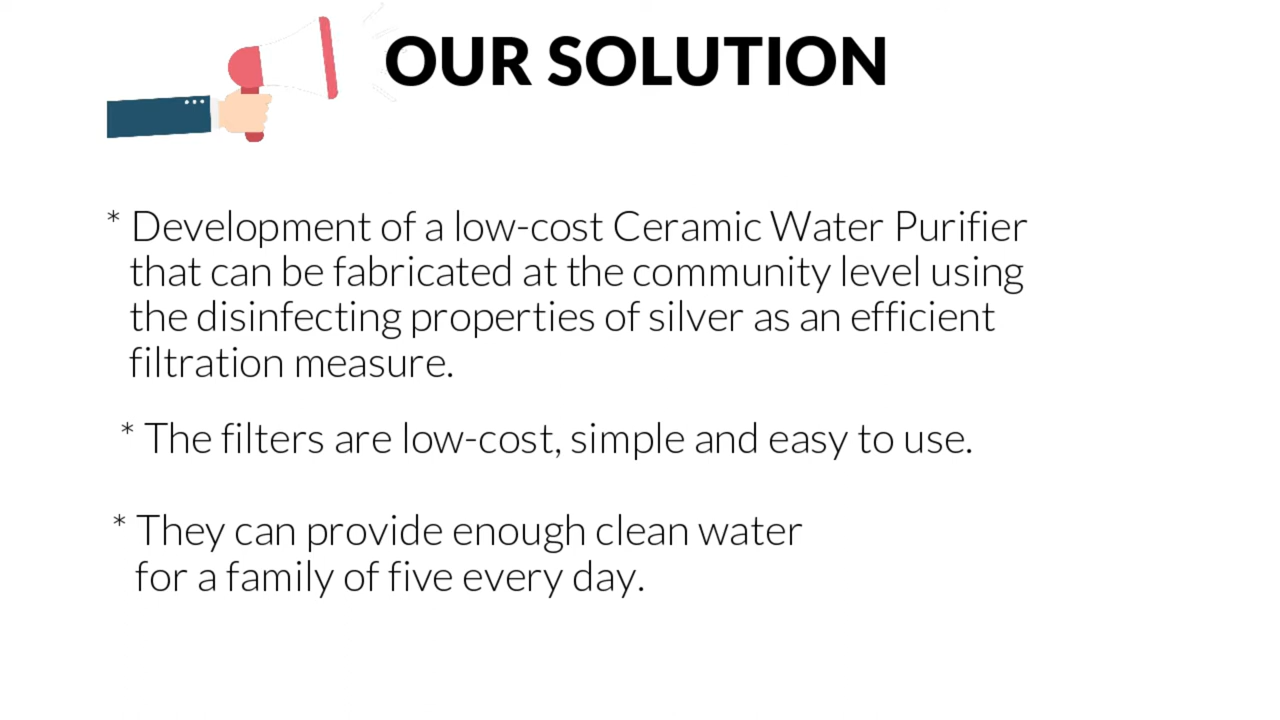 OUR SOLUTION
* Development of a low-cost Ceramic Water Purifier
that can be fabricated at the community level using
the disinfecting properties of silver as an efficient
filtration measure.
* The filters are low-cost, simple and easy to use.
* They can provide enough clean water
for a family of five every day.